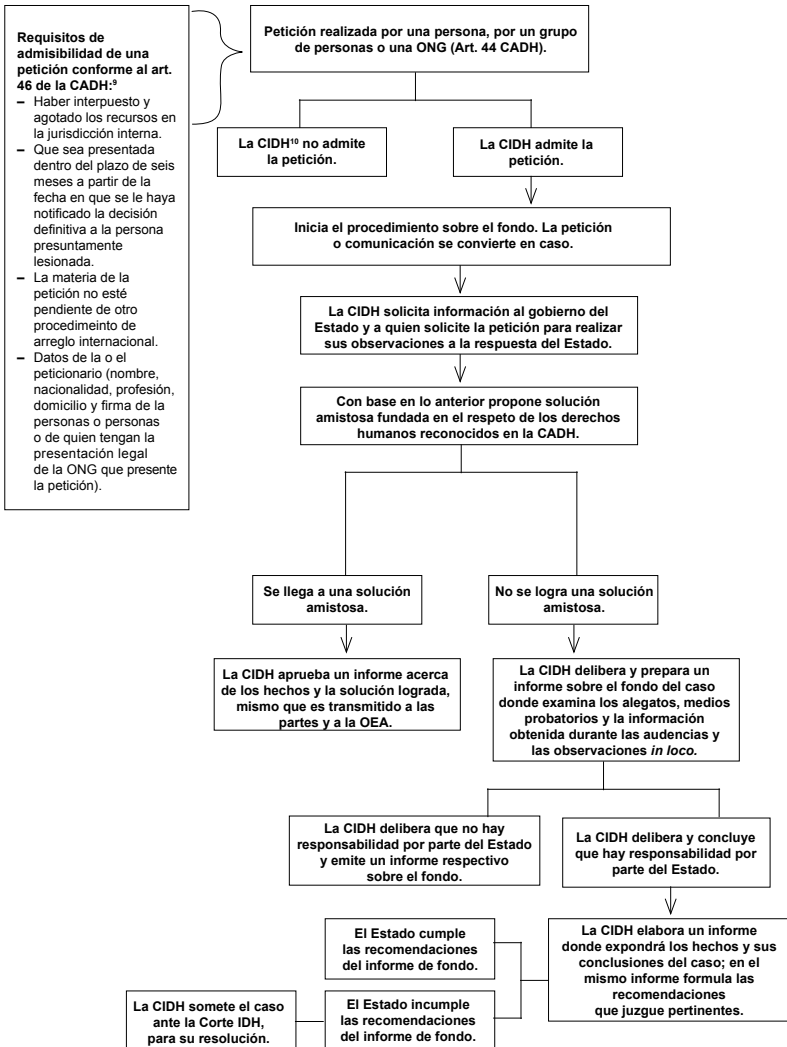 Requisitos de
admisibilidad de una
petición conforme al art.
46 de la CADH:⁹
– Haber interpuesto y
agotado los recursos en
la jurisdicción interna.
– Que sea presentada
dentro del plazo de seis
meses a partir de la
fecha en que se le haya
notificado la decisión
definitiva a la persona
presuntamente
lesionada.
– La materia de la
petición no esté
pendiente de otro
procedimeinto de
arreglo internacional.
– Datos de la o el
peticionario (nombre,
nacionalidad, profesión,
domicilio y firma de la
personas o personas
o de quien tengan la
presentación legal
de la ONG que presente
la petición).
Petición realizada por una persona, por un grupo
de personas o una ONG (Art. 44 CADH).
La CIDH¹⁰ no admite
la petición.
La CIDH admite la
petición.
Inicia el procedimiento sobre el fondo. La petición
o comunicación se convierte en caso.
La CIDH solicita información al gobierno del
Estado y a quien solicite la petición para realizar
sus observaciones a la respuesta del Estado.
Con base en lo anterior propone solución
amistosa fundada en el respeto de los derechos
humanos reconocidos en la CADH.
Se llega a una solución
amistosa.
No se logra una solución
amistosa.
La CIDH aprueba un informe acerca
de los hechos y la solución lograda,
mismo que es transmitido a las
partes y a la OEA.
La CIDH delibera y prepara un
informe sobre el fondo del caso
donde examina los alegatos, medios
probatorios y la información
obtenida durante las audiencias y
las observaciones in loco.
La CIDH delibera que no hay
responsabilidad por parte del Estado
y emite un informe respectivo
sobre el fondo.
La CIDH delibera y concluye
que hay responsabilidad por
parte del Estado.
El Estado cumple
las recomendaciones
del informe de fondo.
La CIDH elabora un informe
donde expondrá los hechos y sus
conclusiones del caso; en el
mismo informe formula las
recomendaciones
que juzgue pertinentes.
La CIDH somete el caso
ante la Corte IDH,
para su resolución.
El Estado incumple
las recomendaciones
del informe de fondo.